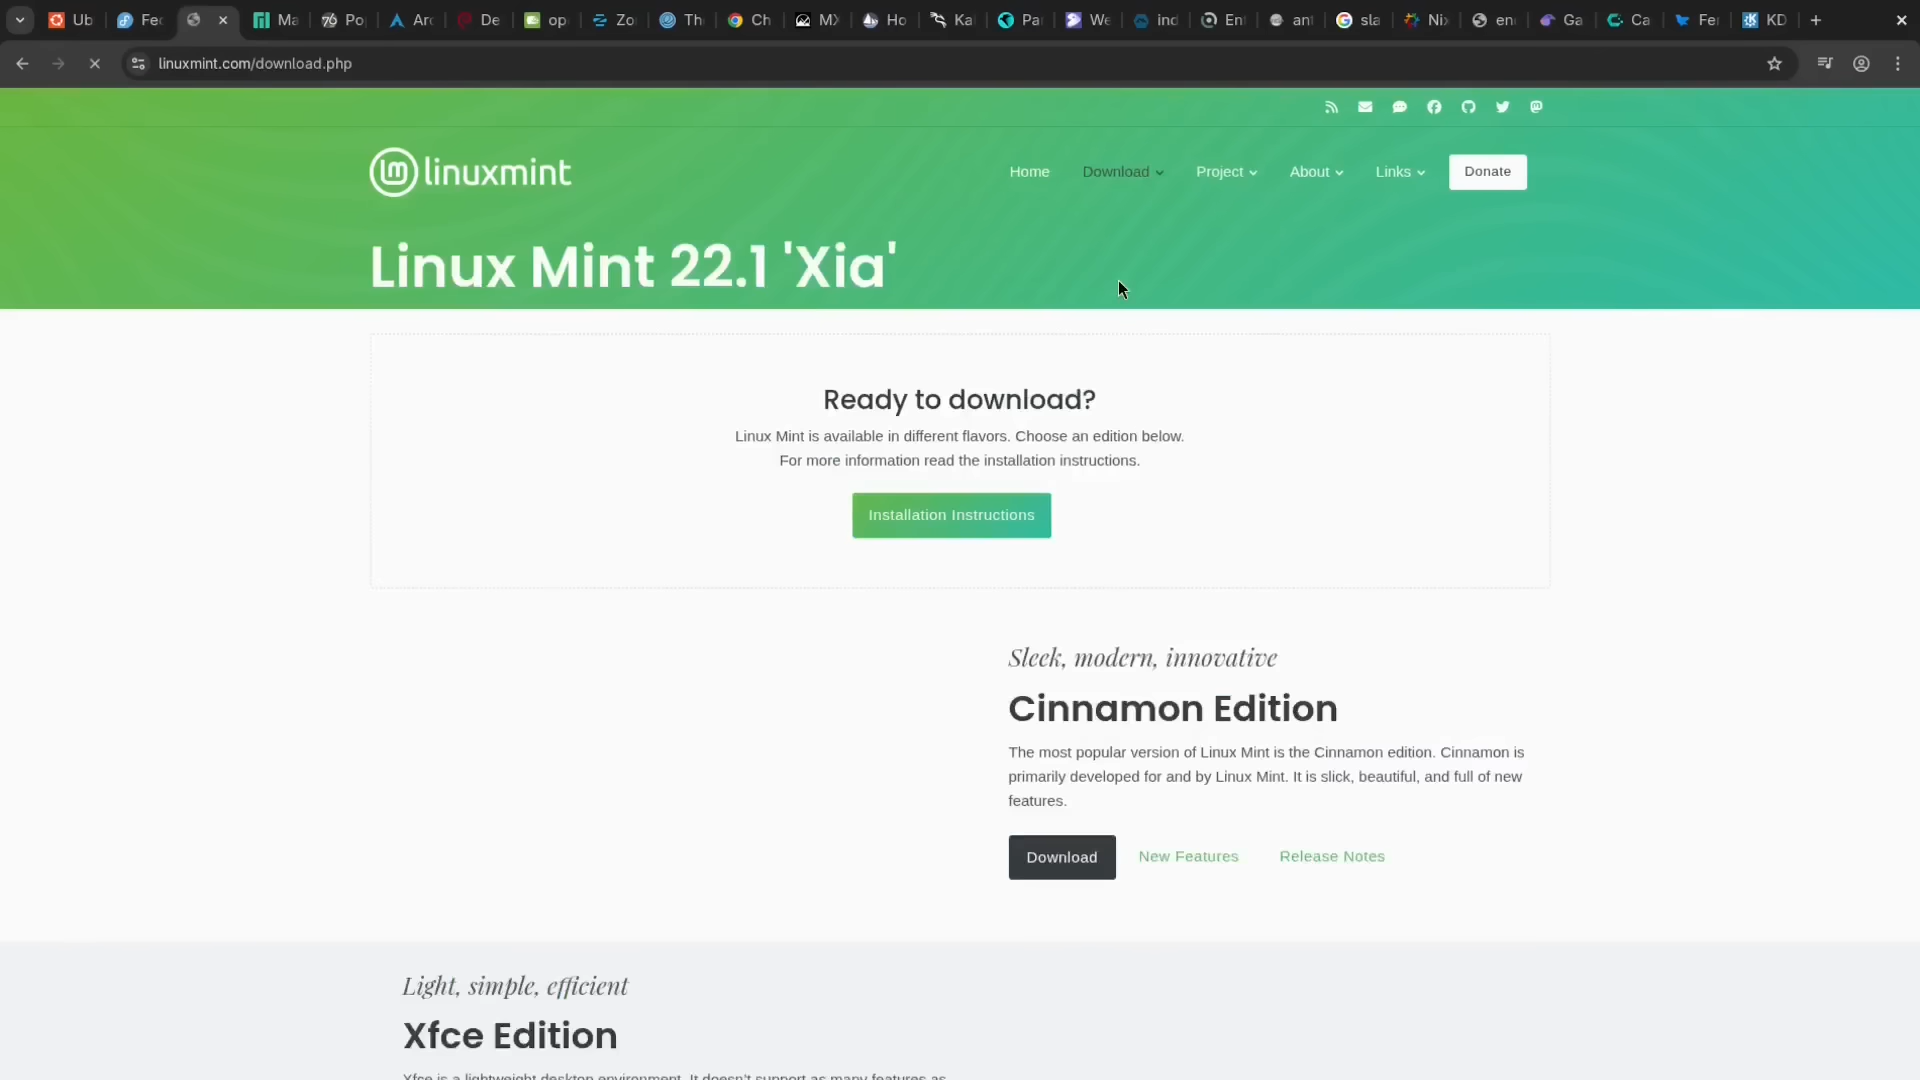 Ub
Fec
Ma
Po
Arc
De
op
Zo
Th
Ch
MX
Ho
Ka
Pa
We
ind
En
ant
sla
Nix
en
Ga
Ca
Fer
KD
linuxmint.com/download.php
linuxmint
Home
Download
Project
About
Links
Donate
Linux Mint 22.1 'Xia'
Ready to download?
Linux Mint is available in different flavors. Choose an edition below.
For more information read the installation instructions.
Installation Instructions
Sleek, modern, innovative
Cinnamon Edition
The most popular version of Linux Mint is the Cinnamon edition. Cinnamon is
primarily developed for and by Linux Mint. It is slick, beautiful, and full of new
features.
Download
New Features
Release Notes
Light, simple, efficient
Xfce Edition
Xfce is a lightweight desktop environment. It doesn't support as many features as